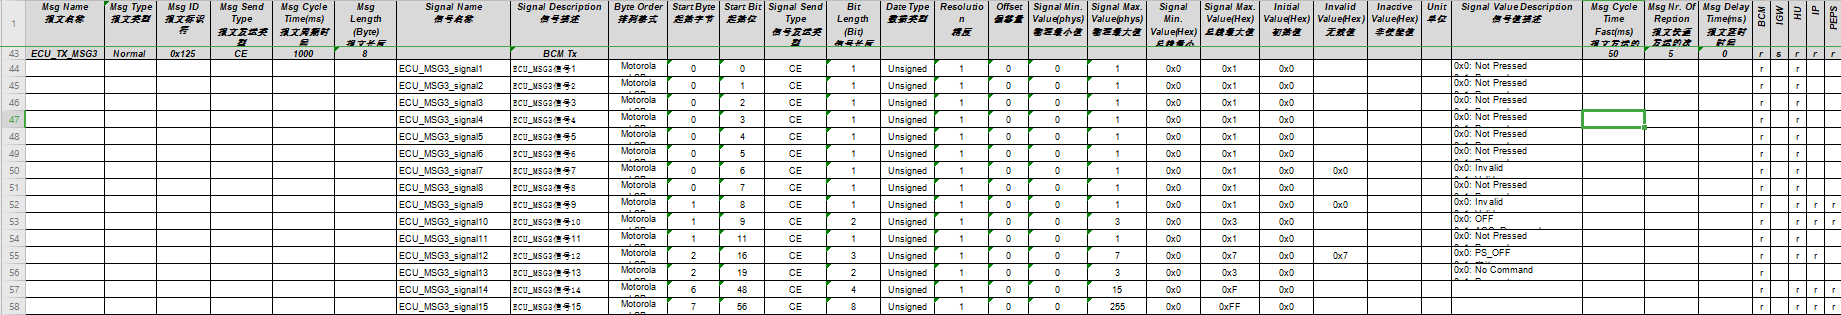 Msg Name 报文名称 Msg Type 报文类型 Msg ID 报文标识符 Msg Send Type 报文发送类型 Msg Cycle Time(ms) 报文周期时间 Msg Length (Byte) 报文长度 Signal Name 信号名称 Signal Description 信号描述 Byte Order 排列格式 Start Byte 起始字节 Start Bit 起始位 Signal Send Type 信号发送类型 Bit Length (Bit) 信号长度 Date Type 数据类型 Resolution 精度 Offset 偏移量 Signal Min. Value(phys) 物理最小值 Signal Max. Value(phys) 物理最大值 Signal Min. Value(Hex) 总线最小 Signal Max. Value(Hex) 总线最大值 Initial Value(Hex) 初始值 Invalid Value(Hex) 无效值 Inactive Value(Hex) 非使能值 Unit 单位 Signal Value Description 信号值描述 Msg Cycle Time Fast(ms) 报文发送的 Msg Nr. Of Reption 报文快速发送的次 Msg Delay Time(ms) 报文延时时间 BCM IGW HU IP PEPS
1
43 ECU_TX_MSG3 Normal 0x125 CE 1000 8 BCM Tx 50 5 0 r s r r r
44 ECU_MSG3_signal1 ECU_MSG3信号1 Motorola 0 0 CE 1 Unsigned 1 0 0 1 0x0 0x1 0x0 0x0: Not Pressed r r
45 ECU_MSG3_signal2 ECU_MSG3信号2 Motorola 0 1 CE 1 Unsigned 1 0 0 1 0x0 0x1 0x0 0x0: Not Pressed r r
46 ECU_MSG3_signal3 ECU_MSG3信号3 Motorola 0 2 CE 1 Unsigned 1 0 0 1 0x0 0x1 0x0 0x0: Not Pressed r r
47 ECU_MSG3_signal4 ECU_MSG3信号4 Motorola 0 3 CE 1 Unsigned 1 0 0 1 0x0 0x1 0x0 0x0: Not Pressed r r
48 ECU_MSG3_signal5 ECU_MSG3信号5 Motorola 0 4 CE 1 Unsigned 1 0 0 1 0x0 0x1 0x0 0x0: Not Pressed r r
49 ECU_MSG3_signal6 ECU_MSG3信号6 Motorola 0 5 CE 1 Unsigned 1 0 0 1 0x0 0x1 0x0 0x0: Not Pressed r r
50 ECU_MSG3_signal7 ECU_MSG3信号7 Motorola 0 6 CE 1 Unsigned 1 0 0 1 0x0 0x1 0x0 0x0 0x0: Invalid r r
51 ECU_MSG3_signal8 ECU_MSG3信号8 Motorola 0 7 CE 1 Unsigned 1 0 0 1 0x0 0x1 0x0 0x0: Not Pressed r r
52 ECU_MSG3_signal9 ECU_MSG3信号9 Motorola 1 8 CE 1 Unsigned 1 0 0 1 0x0 0x1 0x0 0x0 0x0: Invalid r r r r
53 ECU_MSG3_signal10 ECU_MSG3信号10 Motorola 1 9 CE 2 Unsigned 1 0 0 3 0x0 0x3 0x0 0x0: OFF r r r r
54 ECU_MSG3_signal11 ECU_MSG3信号11 Motorola 1 11 CE 1 Unsigned 1 0 0 1 0x0 0x1 0x0 0x0: Not Pressed r r
55 ECU_MSG3_signal12 ECU_MSG3信号12 Motorola 2 16 CE 3 Unsigned 1 0 0 7 0x0 0x7 0x0 0x7 0x0: PS_OFF r r r
56 ECU_MSG3_signal13 ECU_MSG3信号13 Motorola 2 19 CE 2 Unsigned 1 0 0 3 0x0 0x3 0x0 0x0: No Command r
57 ECU_MSG3_signal14 ECU_MSG3信号14 Motorola 6 48 CE 4 Unsigned 1 0 0 15 0x0 0xF 0x0 r r r r
58 ECU_MSG3_signal15 ECU_MSG3信号15 Motorola 7 56 CE 8 Unsigned 1 0 0 255 0x0 0xFF 0x0 r r r r